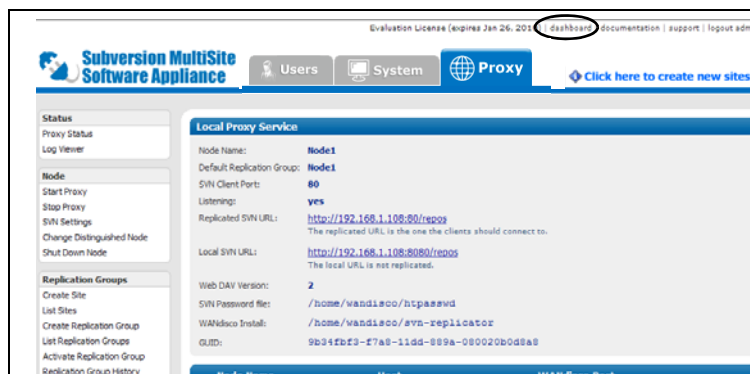 Evaluation License (expires Jan 26, 201 | dashboard | documentation | support | logout adm
Subversion MultiSite
Software Appliance
Users
System
Proxy
Click here to create new sites
Status
Proxy Status
Log Viewer
Node
Start Proxy
Stop Proxy
SVN Settings
Change Distinguished Node
Shut Down Node
Replication Groups
Create Site
List Sites
Create Replication Group
List Replication Groups
Activate Replication Group
Replication Group History
Local Proxy Service
Node Name: Node1
Default Replication Group: Node1
SVN Client Port: 80
Listening: yes
Replicated SVN URL: http://192.168.1.108:80/repos
The replicated URL is the one the clients should connect to.
Local SVN URL: http://192.168.1.108:8080/repos
The local URL is not replicated.
Web DAV Version: 2
SVN Password file: /home/wandisco/htpasswd
WANdisco Install: /home/wandisco/svn-replicator
GUID: 9b34fbf3-f7a8-11dd-889a-080020b0d8a8